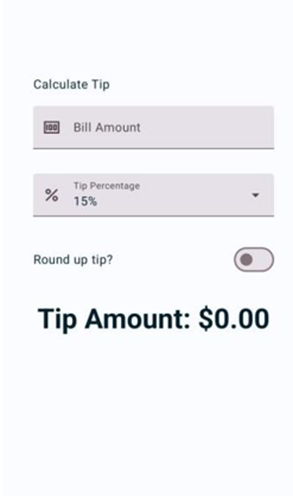 Calculate Tip
Bill Amount
Tip Percentage
15%
Round up tip?
Tip Amount: $0.00